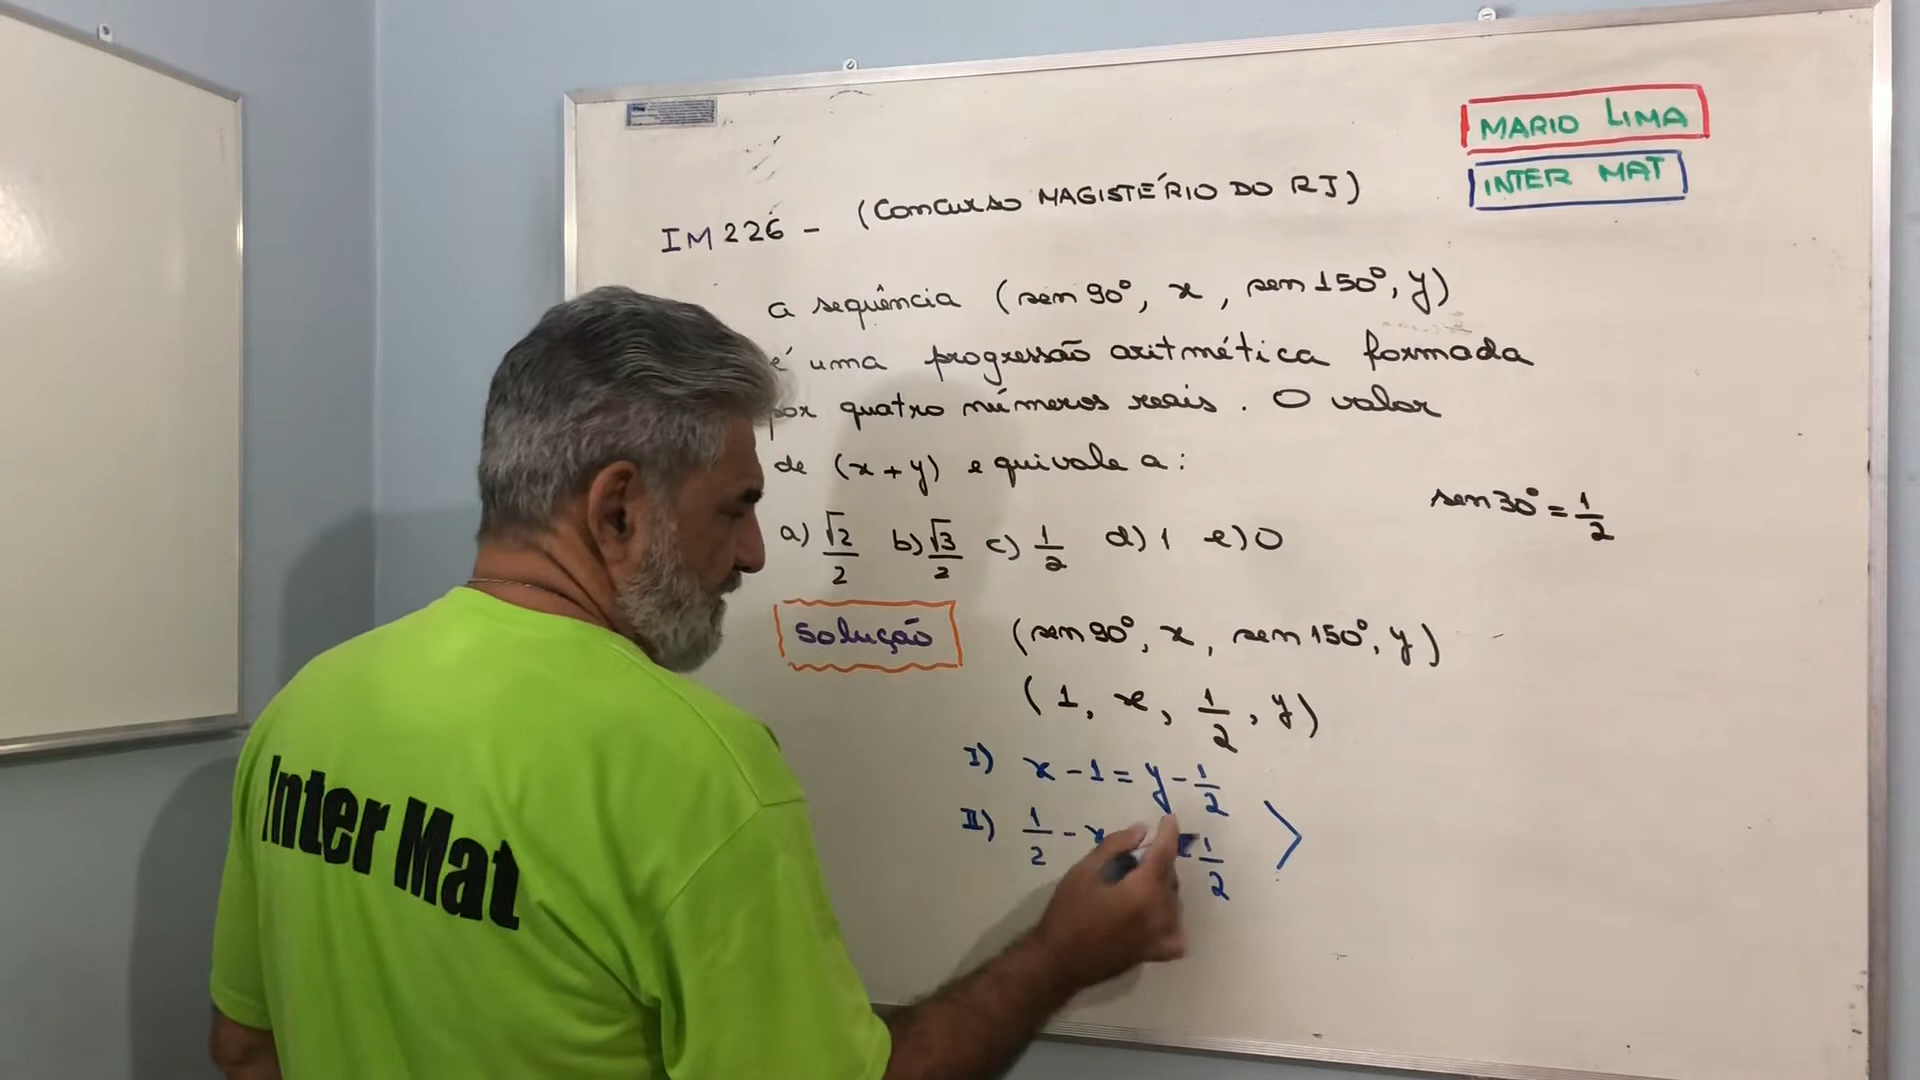 MARIO LIMA
INTER MAT
IM 226 - (Concurso MAGISTÉRIO DO RJ)
a sequência (sen 90°, x, sen 150°, y)
é uma progressão aritmética formada
por quatro números reais. O valor
de (x + y) equivale a:
sen 30° = 1/2
a) √2/2 b) √3/2 c) 1/2 d) 1 e) 0
Solução (sen 90°, x, sen 150°, y)
(1, x, 1/2, y)
I) x - 1 = y - 1/2
II) 1/2 - x 1/2
Inter Mat